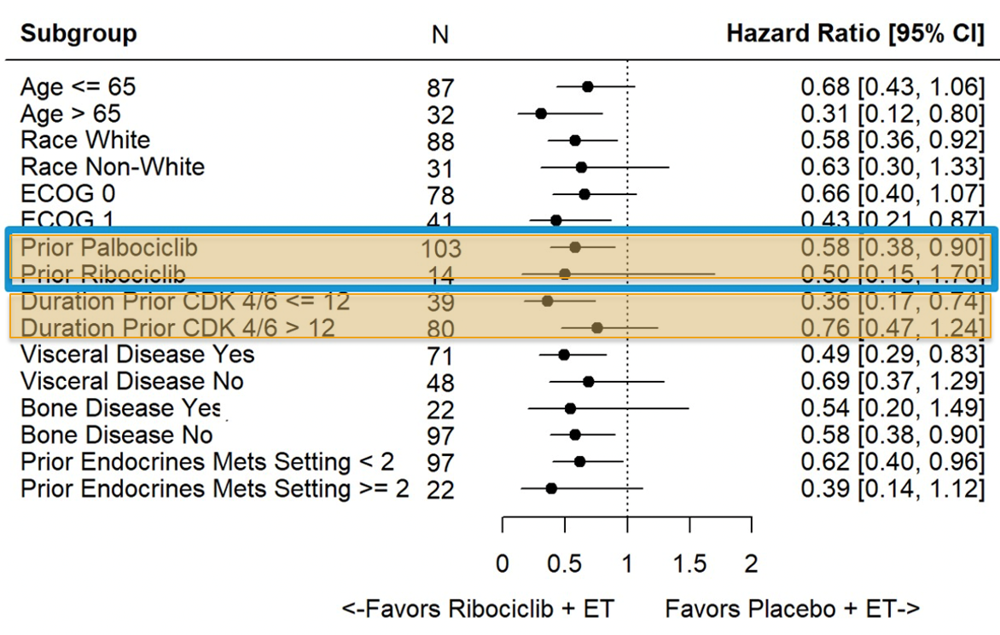 Subgroup N Hazard Ratio [95% CI]
Age <= 65 87 0.68 [0.43, 1.06]
Age > 65 32 0.31 [0.12, 0.80]
Race White 88 0.58 [0.36, 0.92]
Race Non-White 31 0.63 [0.30, 1.33]
ECOG 0 78 0.66 [0.40, 1.07]
ECOG 1 41 0.43 [0.21, 0.87]
Prior Palbociclib 103 0.58 [0.38, 0.90]
Prior Ribociclib 14 0.50 [0.15, 1.70]
Duration Prior CDK 4/6 <= 12 39 0.36 [0.17, 0.74]
Duration Prior CDK 4/6 > 12 80 0.76 [0.47, 1.24]
Visceral Disease Yes 71 0.49 [0.29, 0.83]
Visceral Disease No 48 0.69 [0.37, 1.29]
Bone Disease Yes 22 0.54 [0.20, 1.49]
Bone Disease No 97 0.58 [0.38, 0.90]
Prior Endocrines Mets Setting < 2 97 0.62 [0.40, 0.96]
Prior Endocrines Mets Setting >= 2 22 0.39 [0.14, 1.12]
0 0.5 1 1.5 2
<-Favors Ribociclib + ET Favors Placebo + ET->